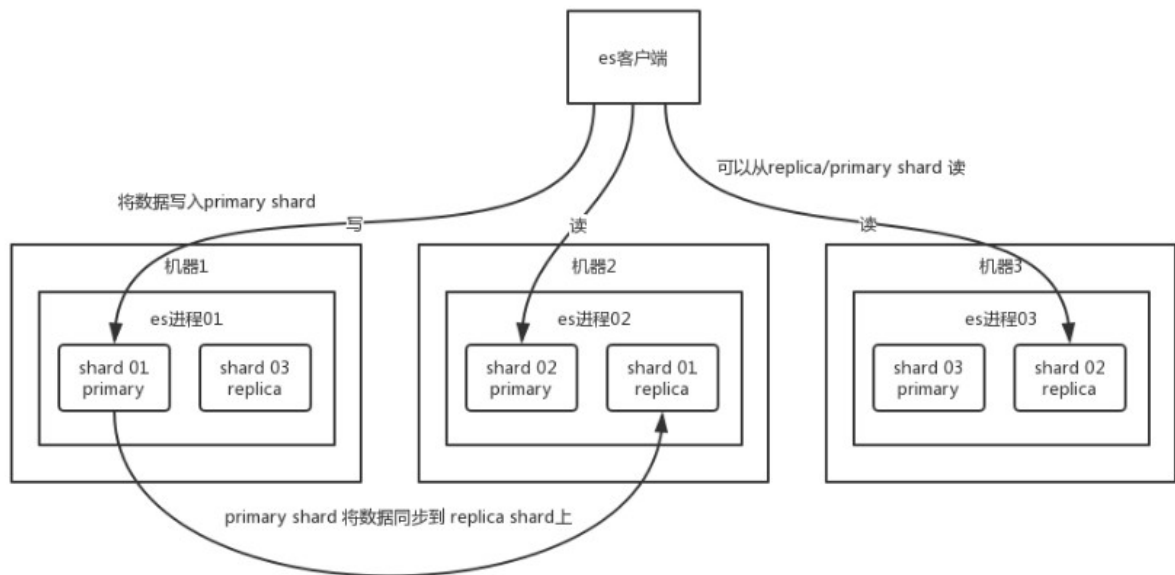 es客户端
可以从replica/primary shard 读
将数据写入primary shard
写
读
读
机器1
机器2
机器3
es进程01
es进程02
es进程03
shard 01
primary
shard 03
replica
shard 02
primary
shard 01
replica
shard 03
primary
shard 02
replica
primary shard 将数据同步到 replica shard上